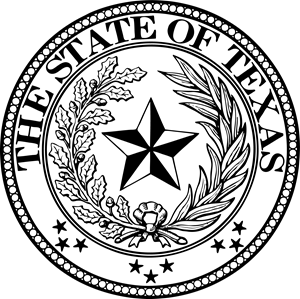 THE STATE OF TEXAS